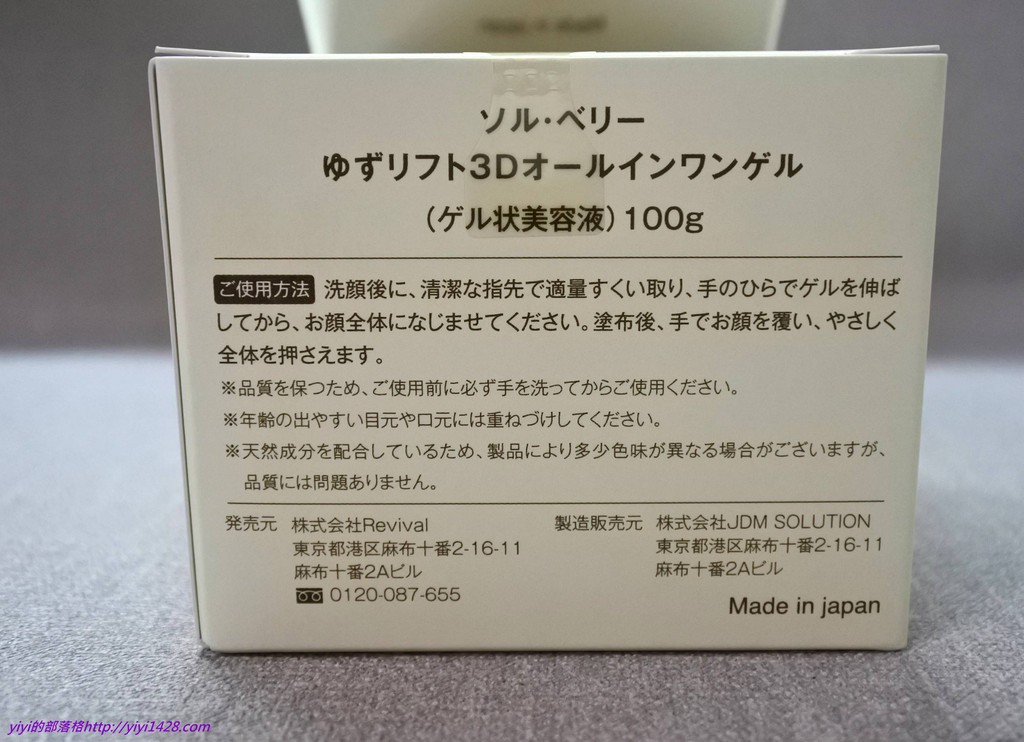 ソル・ベリー
ゆずリフト3Dオールインワンゲル
（ゲル状美容液）100g
ご使用方法 洗顔後に、清潔な指先で適量すくい取り、手のひらでゲルを伸ば
してから、お顔全体になじませてください。塗布後、手でお顔を覆い、やさしく
全体を押さえます。
※品質を保つため、ご使用前に必ず手を洗ってからご使用ください。
※年齢の出やすい目元や口元には重ねづけしてください。
※天然成分を配合しているため、製品により多少色味が異なる場合がございますが、
品質には問題ありません。
発売元 株式会社Revival
東京都港区麻布十番2-16-11
麻布十番2Aビル
0120-087-655
製造販売元 株式会社JDM SOLUTION
東京都港区麻布十番2-16-11
麻布十番2Aビル
Made in japan
yiyi的部落格http://yiyi1428.com